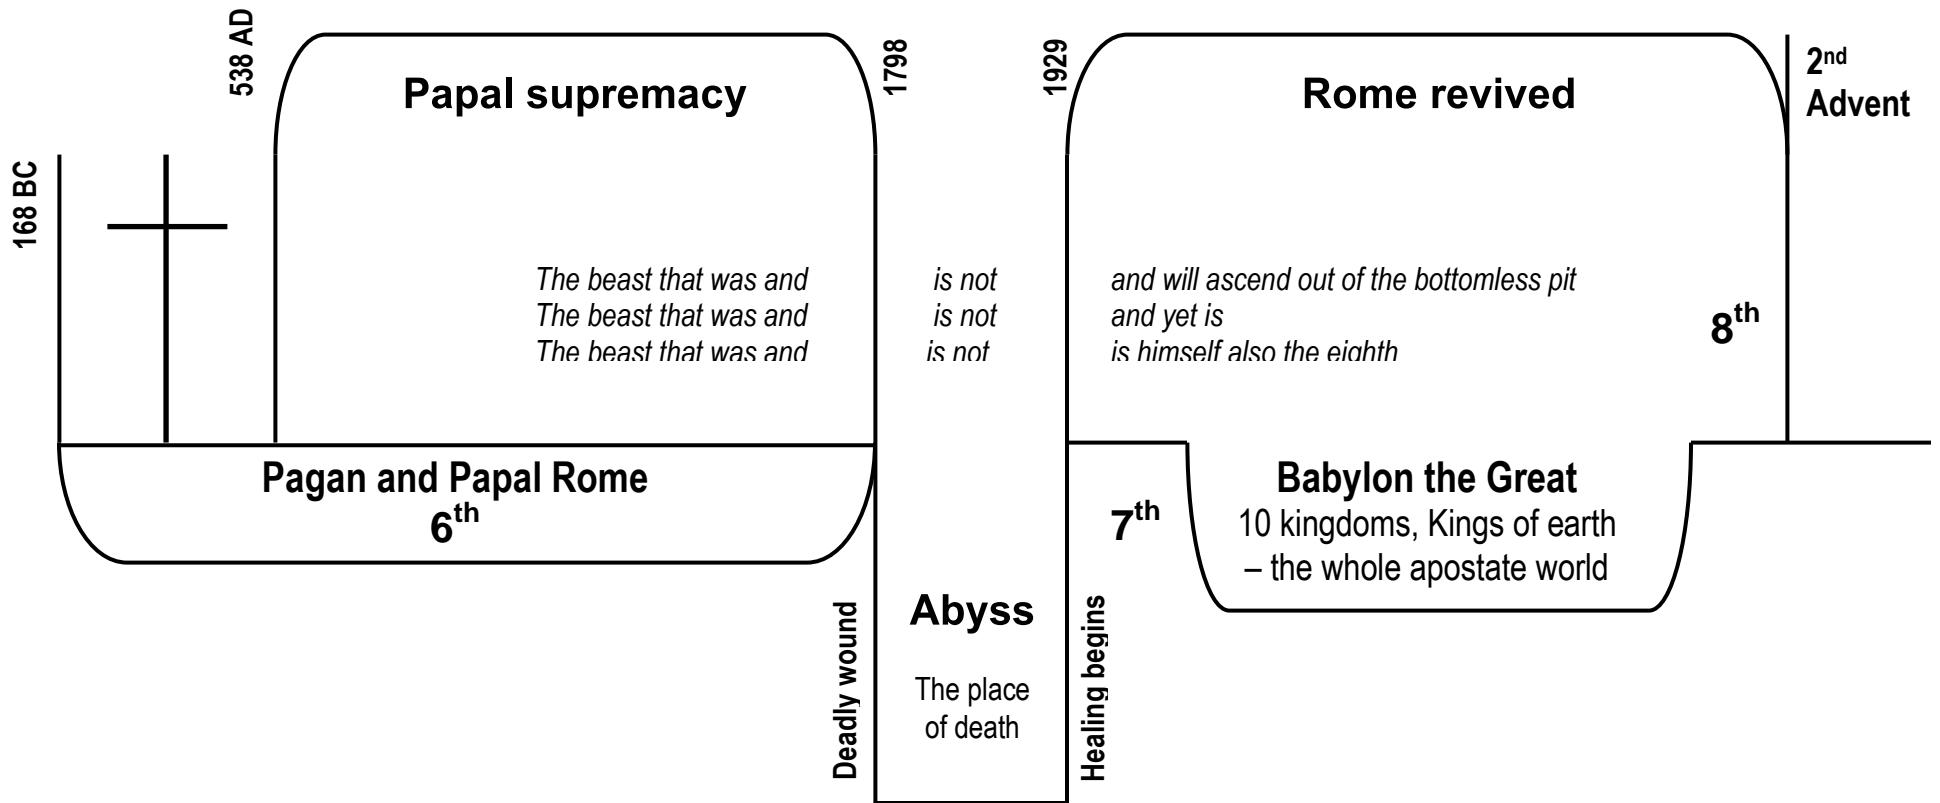 538 AD
1798
1929
2nd
Advent
Papal supremacy
Rome revived
168 BC
The beast that was and is not and will ascend out of the bottomless pit
The beast that was and is not and yet is
The beast that was and is not is himself also the eighth
8th
Pagan and Papal Rome
6th
7th
Babylon the Great
10 kingdoms, Kings of earth
– the whole apostate world
Deadly wound
Abyss
The place
of death
Healing begins